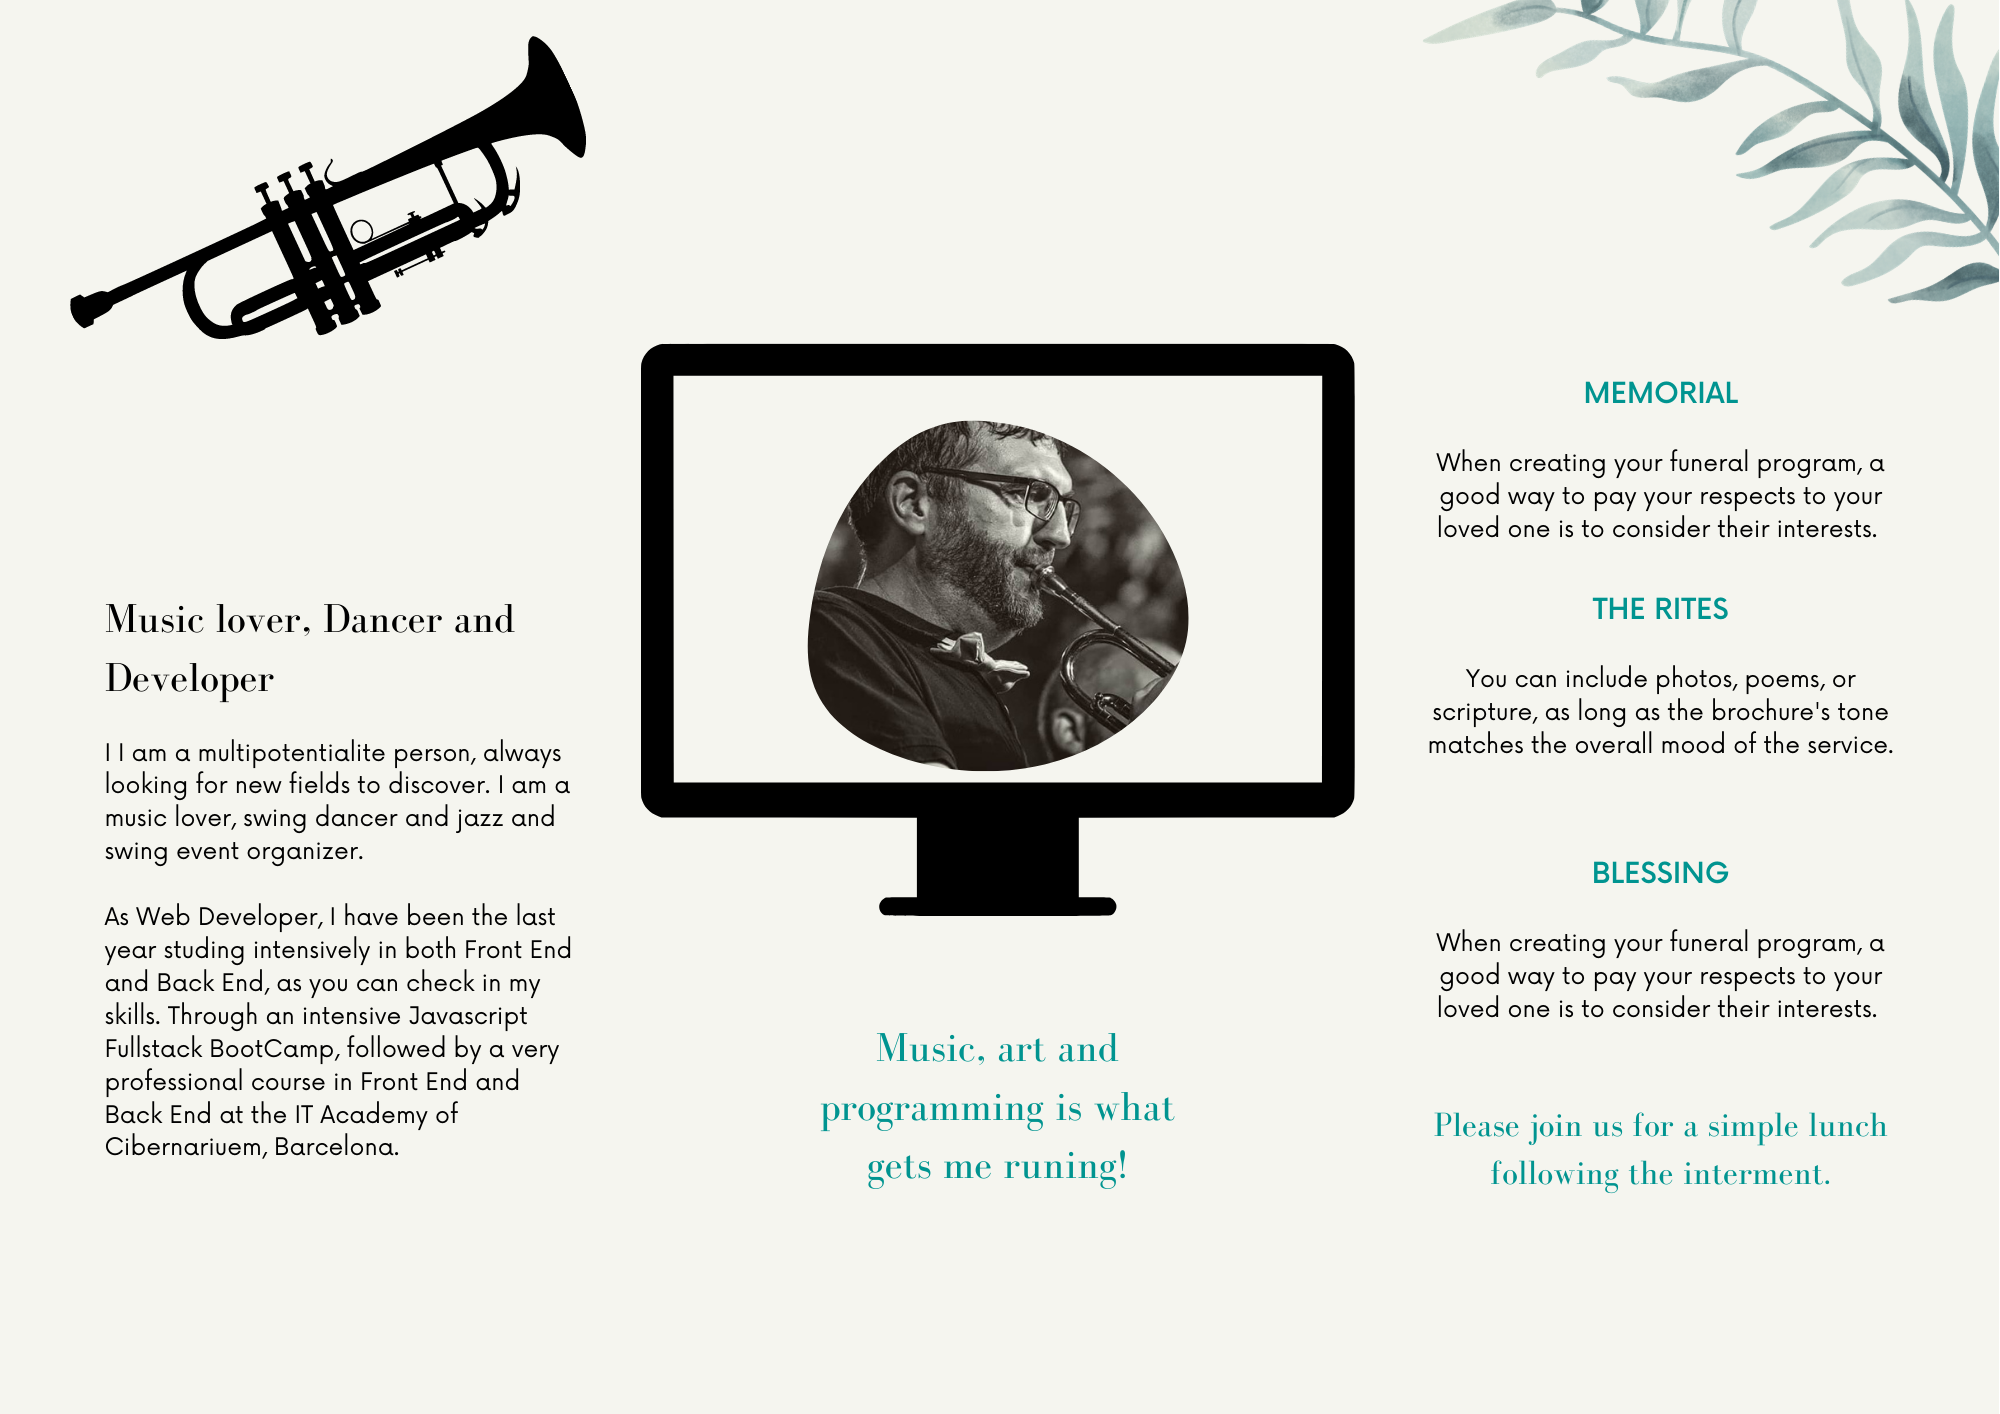 Music lover, Dancer and
Developer
I I am a multipotentialite person, always
looking for new fields to discover. I am a
music lover, swing dancer and jazz and
swing event organizer.
As Web Developer, I have been the last
year studing intensively in both Front End
and Back End, as you can check in my
skills. Through an intensive Javascript
Fullstack BootCamp, followed by a very
professional course in Front End and
Back End at the IT Academy of
Cibernariuem, Barcelona.
Music, art and
programming is what
gets me runing!
MEMORIAL
When creating your funeral program, a
good way to pay your respects to your
loved one is to consider their interests.
THE RITES
You can include photos, poems, or
scripture, as long as the brochure's tone
matches the overall mood of the service.
BLESSING
When creating your funeral program, a
good way to pay your respects to your
loved one is to consider their interests.
Please join us for a simple lunch
following the interment.